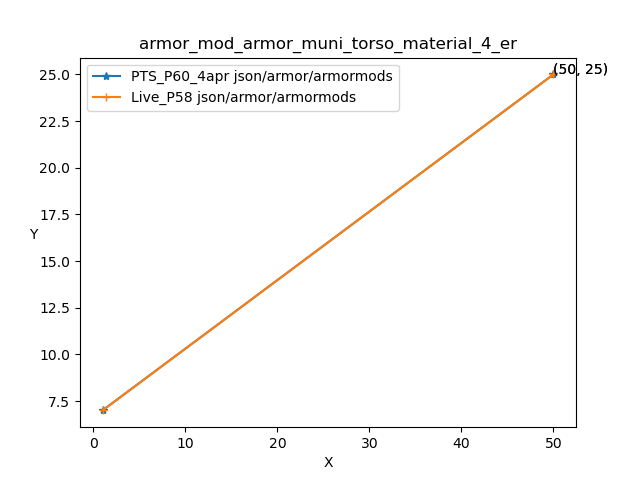 armor_mod_armor_muni_torso_material_4_er
PTS_P60_4apr json/armor/armormods
Live_P58 json/armor/armormods
(50, 25)
25.0
22.5
20.0
17.5
15.0
12.5
10.0
7.5
Y
0 10 20 30 40 50
X